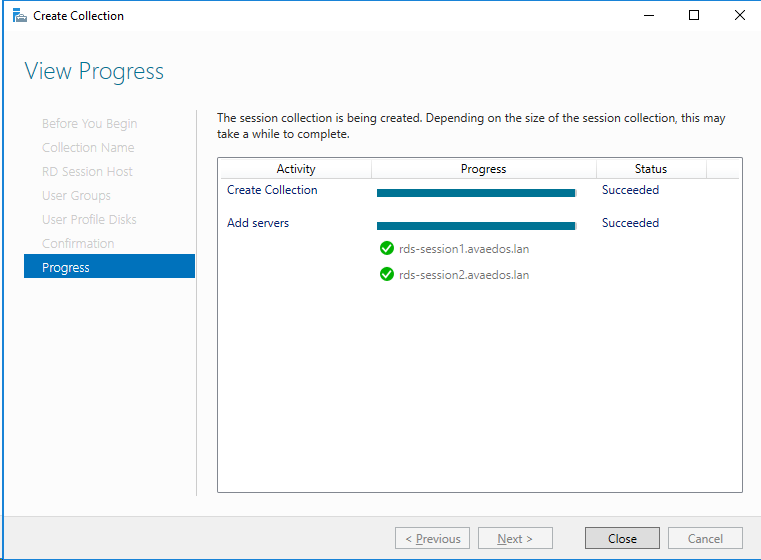 Create Collection
View Progress
Before You Begin
Collection Name
RD Session Host
User Groups
User Profile Disks
Confirmation
Progress
The session collection is being created. Depending on the size of the session collection, this may
take a while to complete.
Activity Progress Status
Create Collection Succeeded
Add servers Succeeded
rds-session1.avaedos.lan
rds-session2.avaedos.lan
< Previous Next > Close Cancel